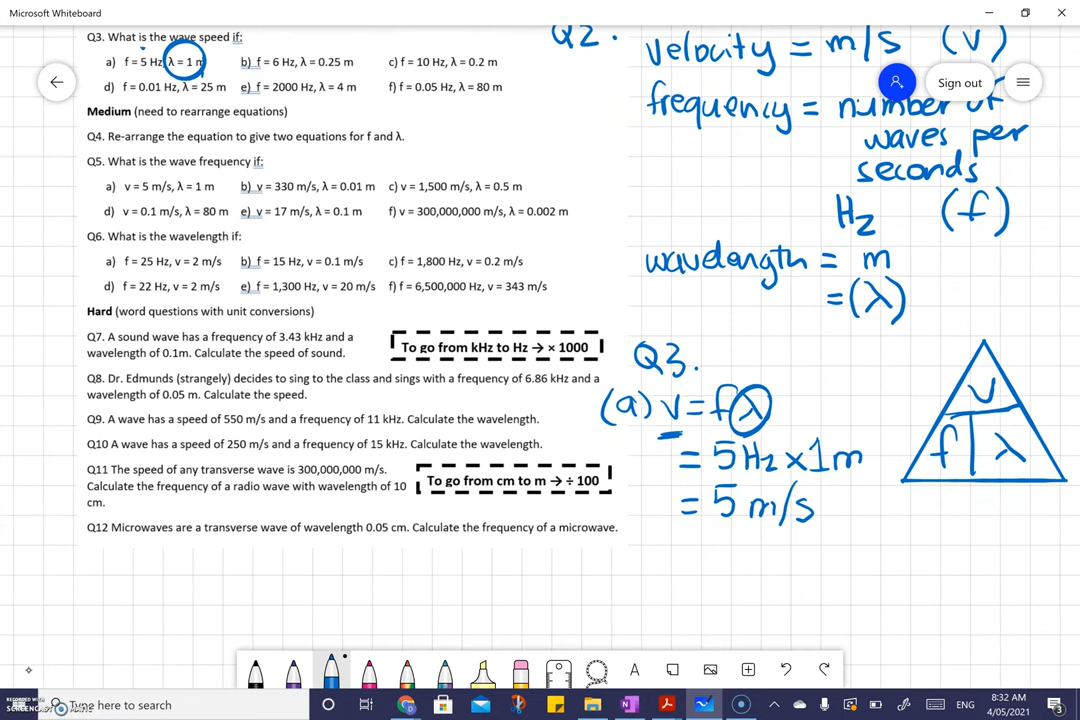 Microsoft Whiteboard
Q3. What is the wave speed if:
a) f = 5 Hz, λ = 1 m b) f = 6 Hz, λ = 0.25 m c) f = 10 Hz, λ = 0.2 m
d) f = 0.01 Hz, λ = 25 m e) f = 2000 Hz, λ = 4 m f) f = 0.05 Hz, λ = 80 m
Medium (need to rearrange equations)
Q4. Re-arrange the equation to give two equations for f and λ.
Q5. What is the wave frequency if:
a) v = 5 m/s, λ = 1 m b) v = 330 m/s, λ = 0.01 m c) v = 1,500 m/s, λ = 0.5 m
d) v = 0.1 m/s, λ = 80 m e) v = 17 m/s, λ = 0.1 m f) v = 300,000,000 m/s, λ = 0.002 m
Q6. What is the wavelength if:
a) f = 25 Hz, v = 2 m/s b) f = 15 Hz, v = 0.1 m/s c) f = 1,800 Hz, v = 0.2 m/s
d) f = 22 Hz, v = 2 m/s e) f = 1,300 Hz, v = 20 m/s f) f = 6,500,000 Hz, v = 343 m/s
Hard (word questions with unit conversions)
Q7. A sound wave has a frequency of 3.43 kHz and a
wavelength of 0.1m. Calculate the speed of sound.
To go from kHz to Hz → × 1000
Q8. Dr. Edmunds (strangely) decides to sing to the class and sings with a frequency of 6.86 kHz and a
wavelength of 0.05 m. Calculate the speed.
Q9. A wave has a speed of 550 m/s and a frequency of 11 kHz. Calculate the wavelength.
Q10 A wave has a speed of 250 m/s and a frequency of 15 kHz. Calculate the wavelength.
Q11 The speed of any transverse wave is 300,000,000 m/s.
Calculate the frequency of a radio wave with wavelength of 10
cm.
To go from cm to m → ÷ 100
Q12 Microwaves are a transverse wave of wavelength 0.05 cm. Calculate the frequency of a microwave.
Q2.
velocity = m/s (v)
Sign out
frequency = number of
waves per
seconds
Hz (f)
wavelength = m
= (λ)
Q3.
(a) v = fλ
= 5Hz × 1m
= 5 m/s
v
f λ
A
Type here to search
RECORDED WITH
ENG
8:32 AM
4/05/2021
3